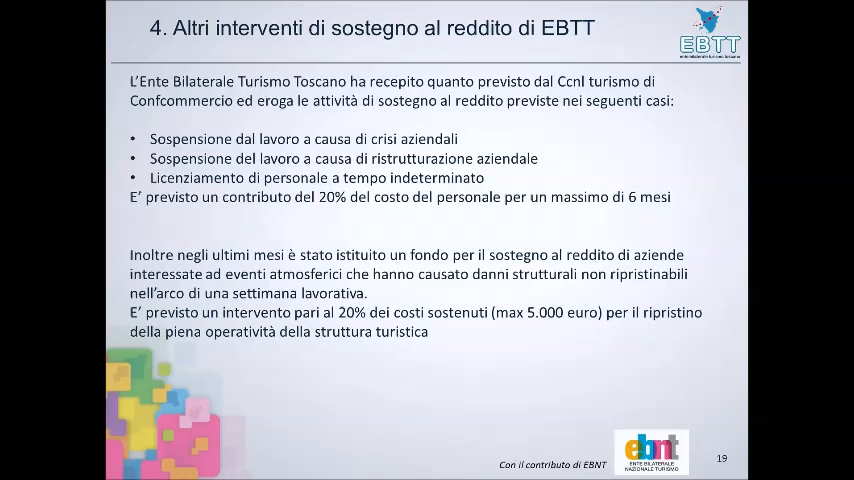 4. Altri interventi di sostegno al reddito di EBTT
EBTT
entebilaterale turismo toscano
L'Ente Bilaterale Turismo Toscano ha recepito quanto previsto dal Ccnl turismo di
Confcommercio ed eroga le attività di sostegno al reddito previste nei seguenti casi:
• Sospensione dal lavoro a causa di crisi aziendali
• Sospensione del lavoro a causa di ristrutturazione aziendale
• Licenziamento di personale a tempo indeterminato
E' previsto un contributo del 20% del costo del personale per un massimo di 6 mesi
Inoltre negli ultimi mesi è stato istituito un fondo per il sostegno al reddito di aziende
interessate ad eventi atmosferici che hanno causato danni strutturali non ripristinabili
nell'arco di una settimana lavorativa.
E' previsto un intervento pari al 20% dei costi sostenuti (max 5.000 euro) per il ripristino
della piena operatività della struttura turistica
Con il contributo di EBNT
ebnt
ENTE BILATERALE
NAZIONALE TURISMO
19